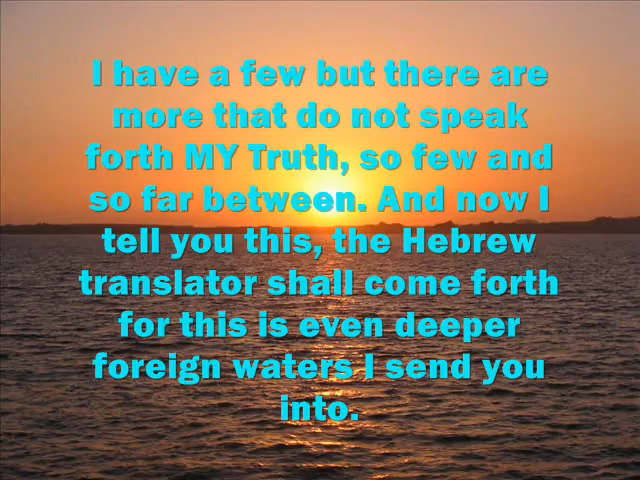 I have a few but there are
more that do not speak
forth MY Truth, so few and
so far between. And now I
tell you this, the Hebrew
translator shall come forth
for this is even deeper
foreign waters I send you
into.